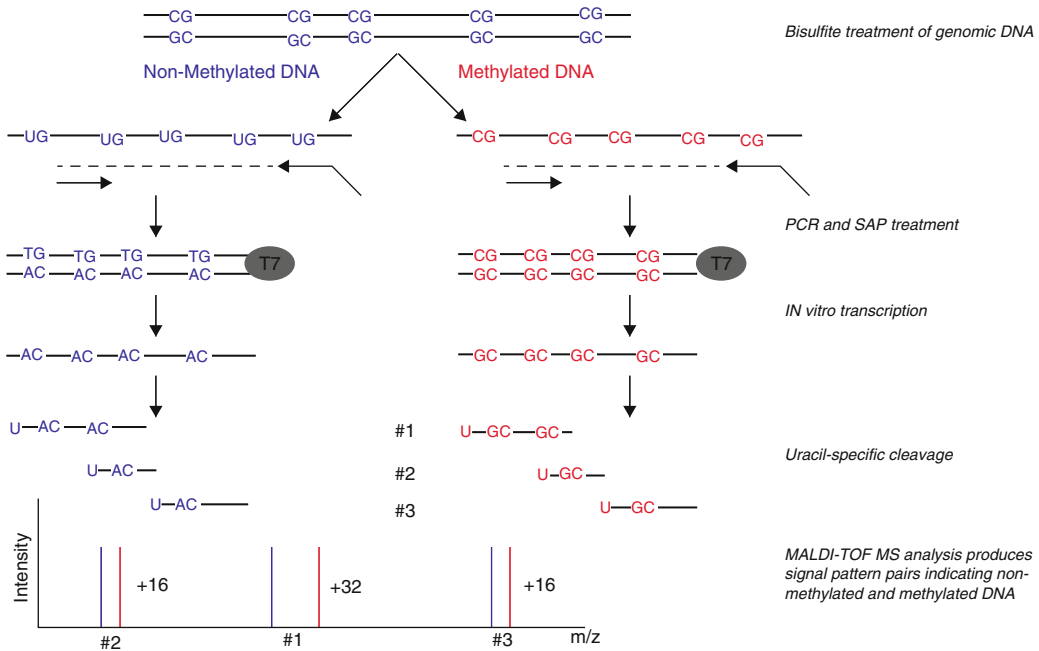 CG CG CG CG CG
GC GC GC GC GC
Bisulfite treatment of genomic DNA
Non-Methylated DNA
Methylated DNA
UG UG UG UG UG
CG CG CG CG CG
PCR and SAP treatment
TG TG TG TG
AC AC AC AC
T7
CG CG CG CG
GC GC GC GC
T7
IN vitro transcription
AC AC AC AC
GC GC GC GC
U AC AC
#1
U GC GC
Uracil-specific cleavage
U AC
#2
U GC
U AC
#3
U GC
Intensity
+16
+32
+16
MALDI-TOF MS analysis produces
signal pattern pairs indicating non-
methylated and methylated DNA
#2
#1
#3
m/z